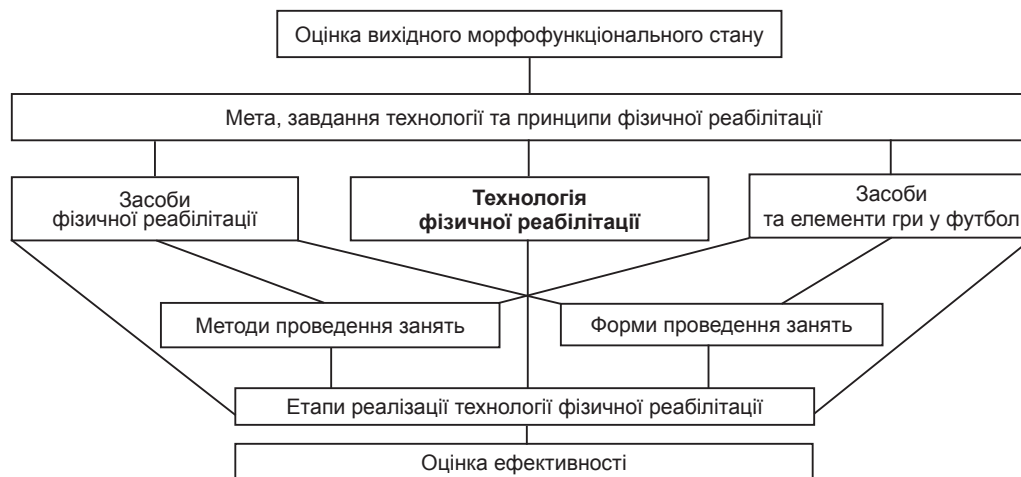 Оцінка вихідного морфофункціонального стану
Мета, завдання технології та принципи фізичної реабілітації
Засоби
фізичної реабілітації
Технологія
фізичної реабілітації
Засоби
та елементи гри у футбол
Методи проведення занять
Форми проведення занять
Етапи реалізації технології фізичної реабілітації
Оцінка ефективності